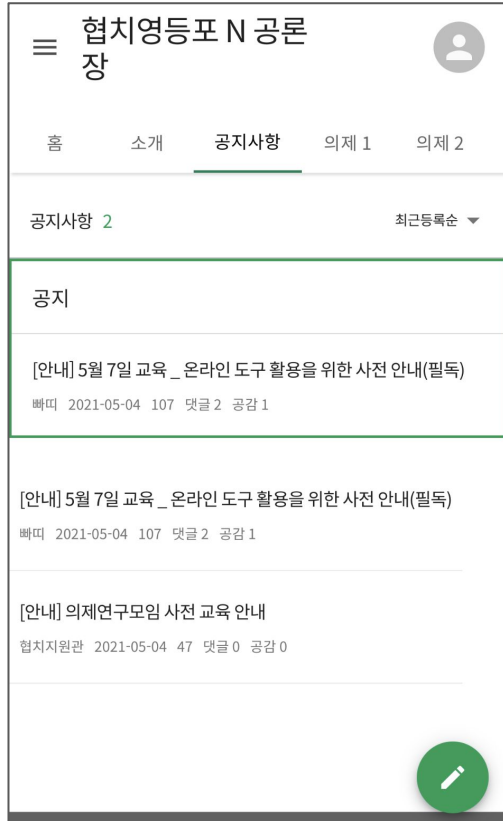 협치영등포 N 공론
장
홈 소개 공지사항 의제 1 의제 2
공지사항 2 최근등록순
공지
[안내] 5월 7일 교육 _ 온라인 도구 활용을 위한 사전 안내(필독)
빠띠 2021-05-04 107 댓글 2 공감 1
[안내] 5월 7일 교육 _ 온라인 도구 활용을 위한 사전 안내(필독)
빠띠 2021-05-04 107 댓글 2 공감 1
[안내] 의제연구모임 사전 교육 안내
협치지원관 2021-05-04 47 댓글 0 공감 0